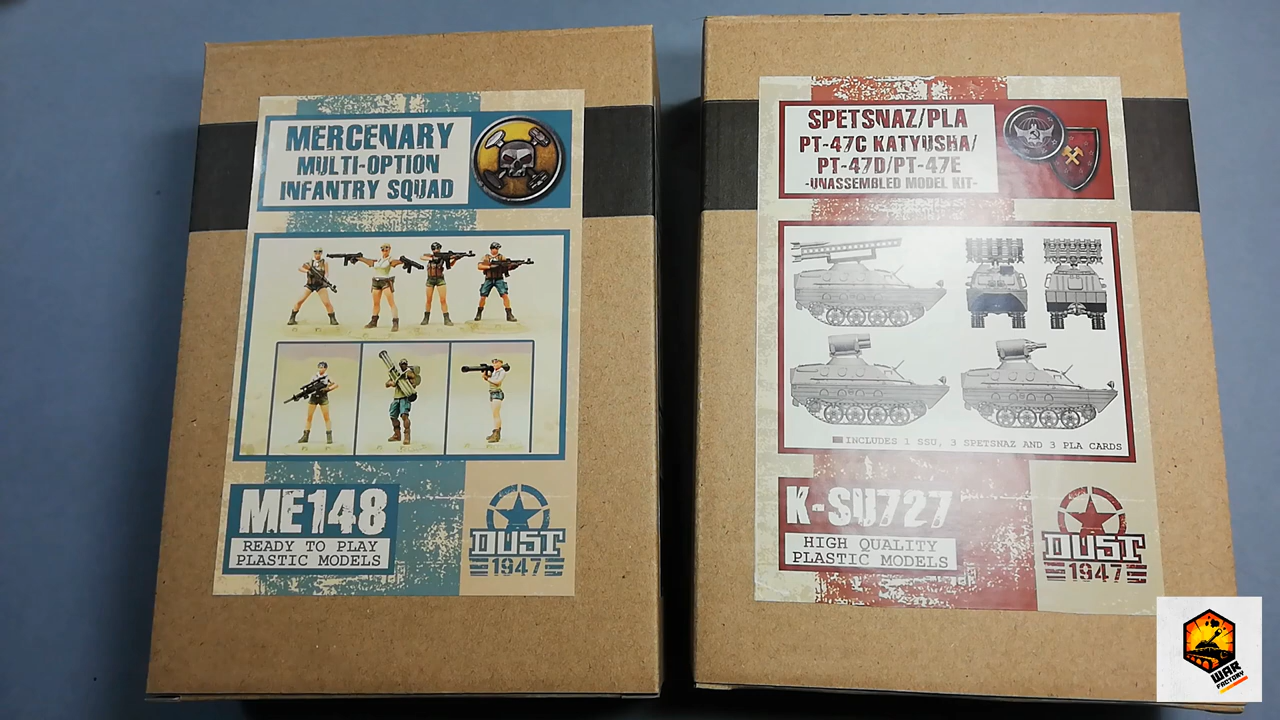 MERCENARY
MULTI-OPTION
INFANTRY SQUAD
ME148
READY TO PLAY
PLASTIC MODELS
DUST
1947
SPETSNAZ/PLA
PT-47C KATYUSHA/
PT-47D/PT-47E
-UNASSEMBLED MODEL KIT-
INCLUDES 1 SSU, 3 SPETSNAZ AND 3 PLA CARDS
K-SU727
HIGH QUALITY
PLASTIC MODELS
DUST
1947
WAR
FACTORY